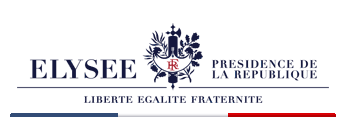 ELYSEE
RF
PRESIDENCE DE
LA REPUBLIQUE
LIBERTE EGALITE FRATERNITE